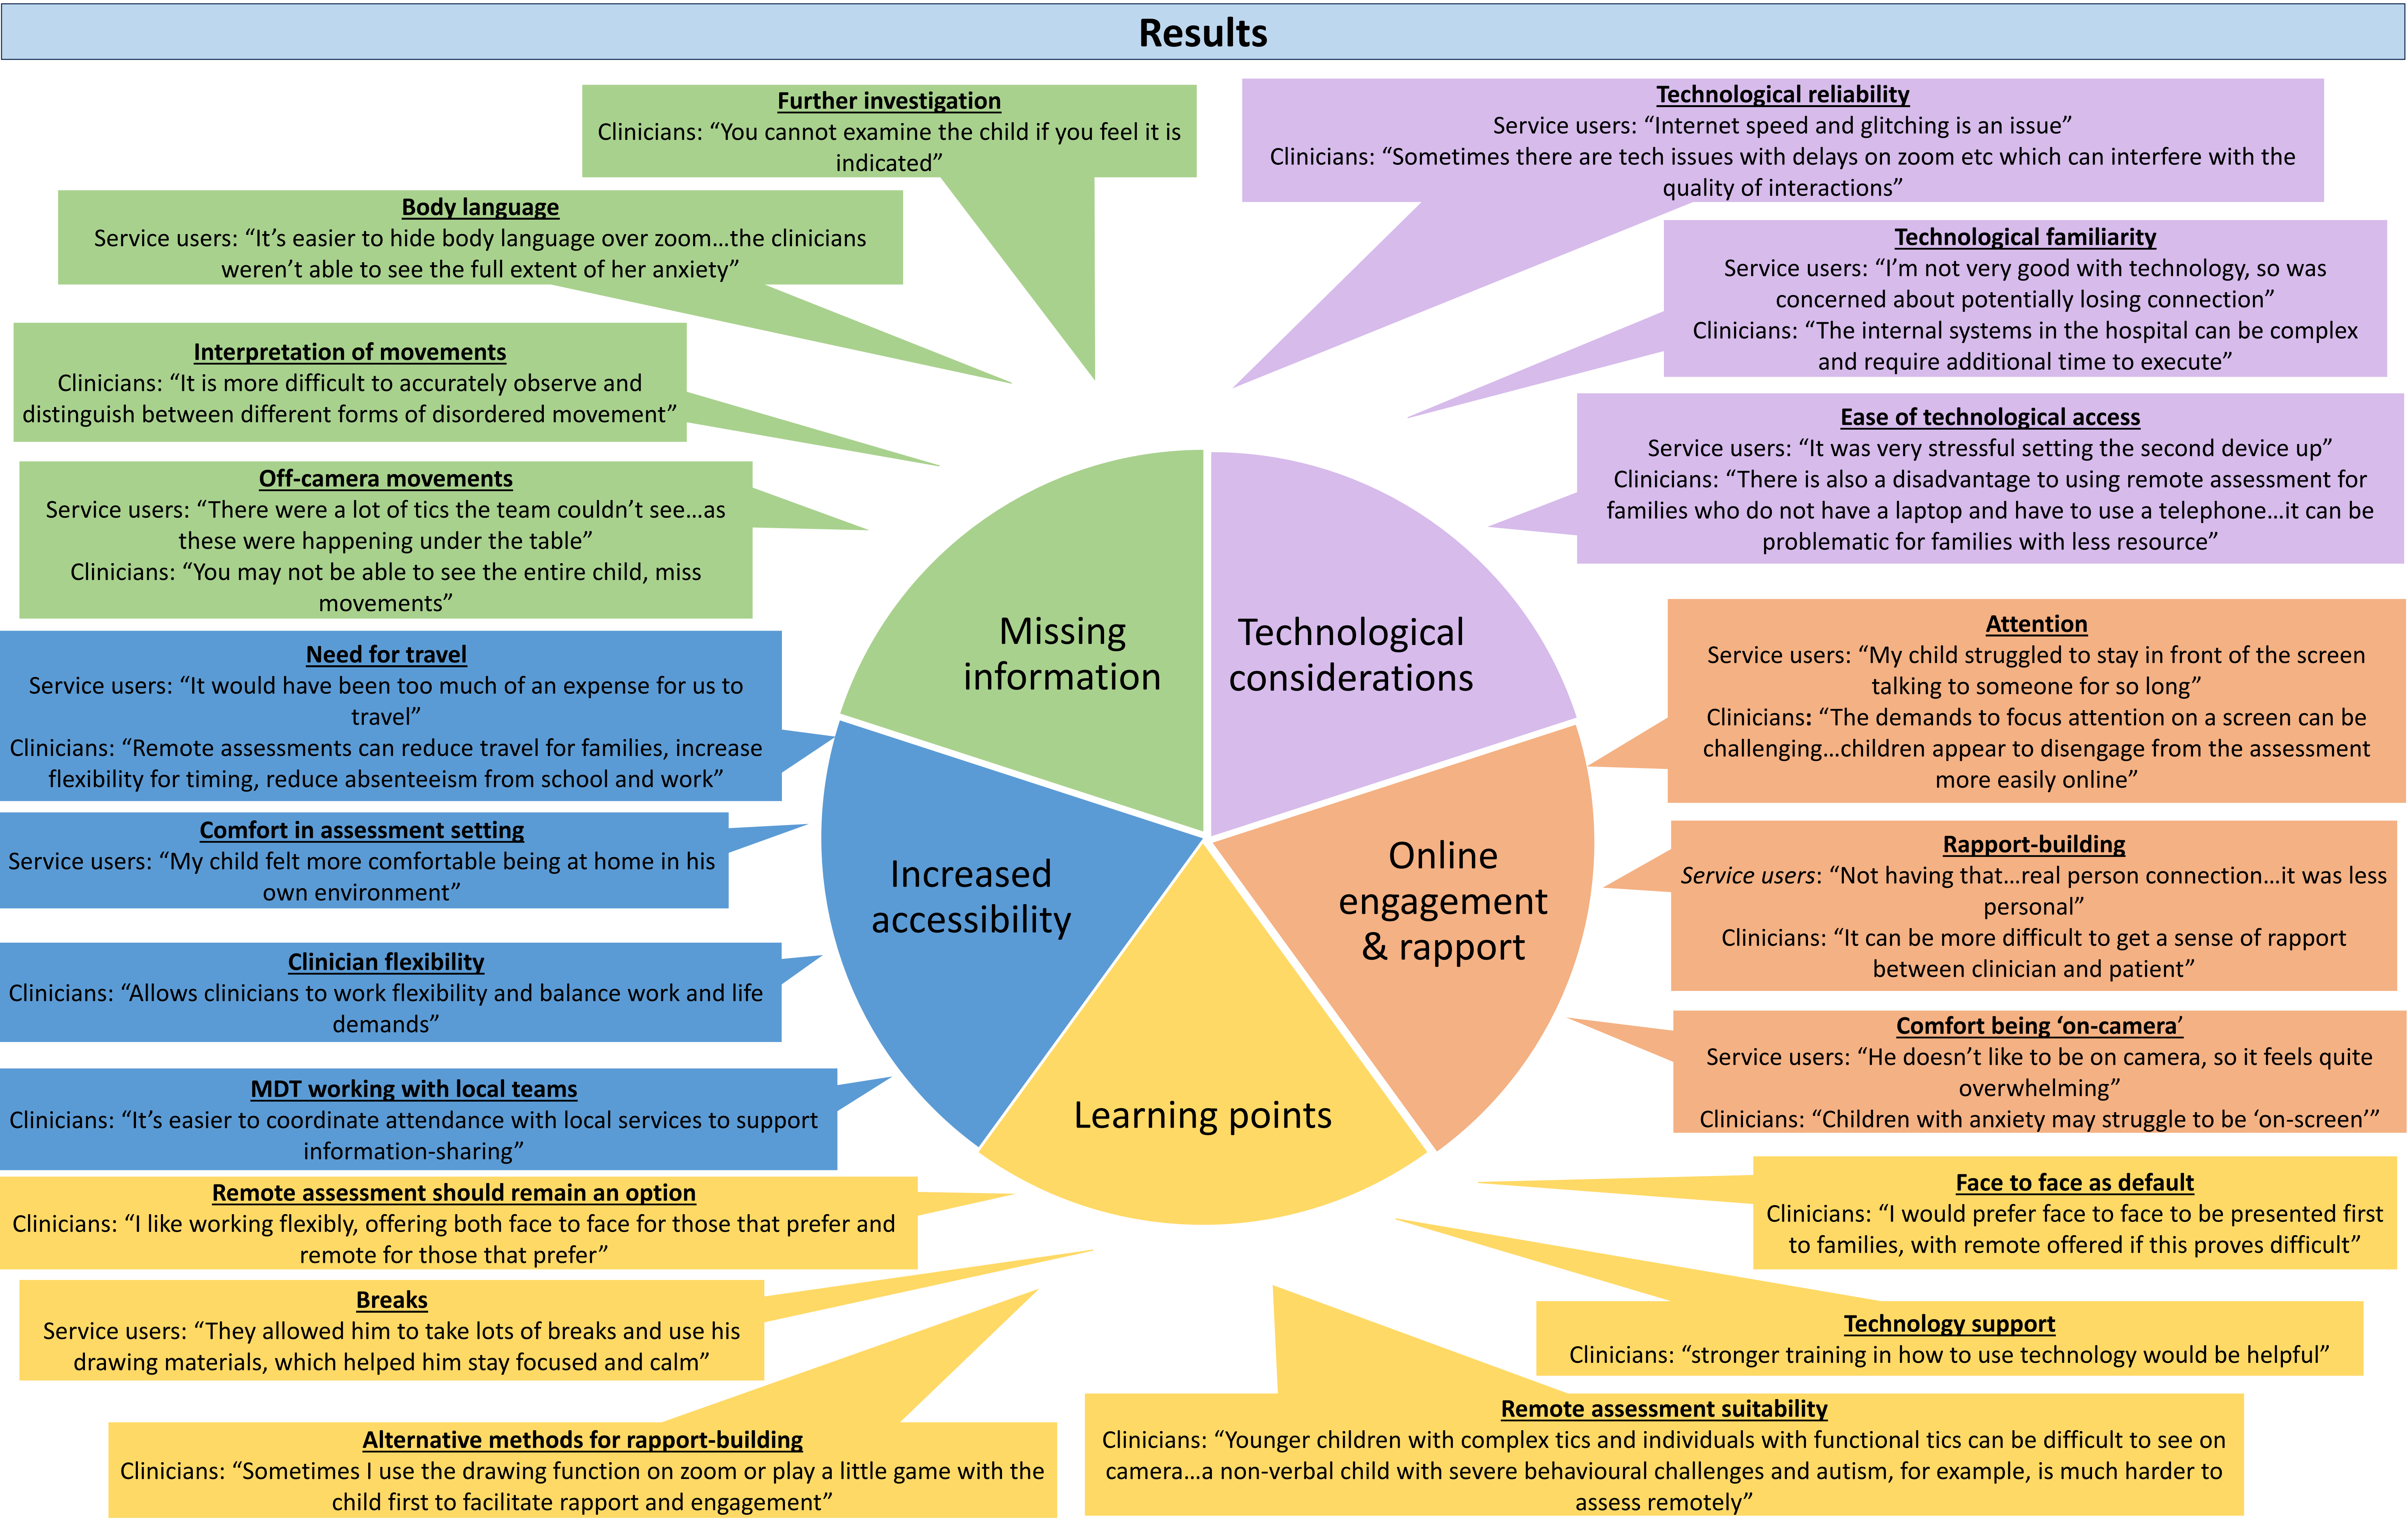 Results
Further investigation
Clinicians: “You cannot examine the child if you feel it is
indicated”
Body language
Service users: “It’s easier to hide body language over zoom…the clinicians
weren’t able to see the full extent of her anxiety”
Interpretation of movements
Clinicians: “It is more difficult to accurately observe and
distinguish between different forms of disordered movement”
Off-camera movements
Service users: “There were a lot of tics the team couldn’t see…as
these were happening under the table”
Clinicians: “You may not be able to see the entire child, miss
movements”
Need for travel
Service users: “It would have been too much of an expense for us to
travel”
Clinicians: “Remote assessments can reduce travel for families, increase
flexibility for timing, reduce absenteeism from school and work”
Comfort in assessment setting
Service users: “My child felt more comfortable being at home in his
own environment”
Clinician flexibility
Clinicians: “Allows clinicians to work flexibility and balance work and life
demands”
MDT working with local teams
Clinicians: “It’s easier to coordinate attendance with local services to support
information-sharing”
Remote assessment should remain an option
Clinicians: “I like working flexibly, offering both face to face for those that prefer and
remote for those that prefer”
Breaks
Service users: “They allowed him to take lots of breaks and use his
drawing materials, which helped him stay focused and calm”
Alternative methods for rapport-building
Clinicians: “Sometimes I use the drawing function on zoom or play a little game with the
child first to facilitate rapport and engagement”
Missing
information
Technological
considerations
Increased
accessibility
Online
engagement
& rapport
Learning points
Technological reliability
Service users: “Internet speed and glitching is an issue”
Clinicians: “Sometimes there are tech issues with delays on zoom etc which can interfere with the
quality of interactions”
Technological familiarity
Service users: “I’m not very good with technology, so was
concerned about potentially losing connection”
Clinicians: “The internal systems in the hospital can be complex
and require additional time to execute”
Ease of technological access
Service users: “It was very stressful setting the second device up”
Clinicians: “There is also a disadvantage to using remote assessment for
families who do not have a laptop and have to use a telephone…it can be
problematic for families with less resource”
Attention
Service users: “My child struggled to stay in front of the screen
talking to someone for so long”
Clinicians: “The demands to focus attention on a screen can be
challenging…children appear to disengage from the assessment
more easily online”
Rapport-building
Service users: “Not having that…real person connection…it was less
personal”
Clinicians: “It can be more difficult to get a sense of rapport
between clinician and patient”
Comfort being ‘on-camera’
Service users: “He doesn’t like to be on camera, so it feels quite
overwhelming”
Clinicians: “Children with anxiety may struggle to be ‘on-screen’”
Face to face as default
Clinicians: “I would prefer face to face to be presented first
to families, with remote offered if this proves difficult”
Technology support
Clinicians: “stronger training in how to use technology would be helpful”
Remote assessment suitability
Clinicians: “Younger children with complex tics and individuals with functional tics can be difficult to see on
camera…a non-verbal child with severe behavioural challenges and autism, for example, is much harder to
assess remotely”